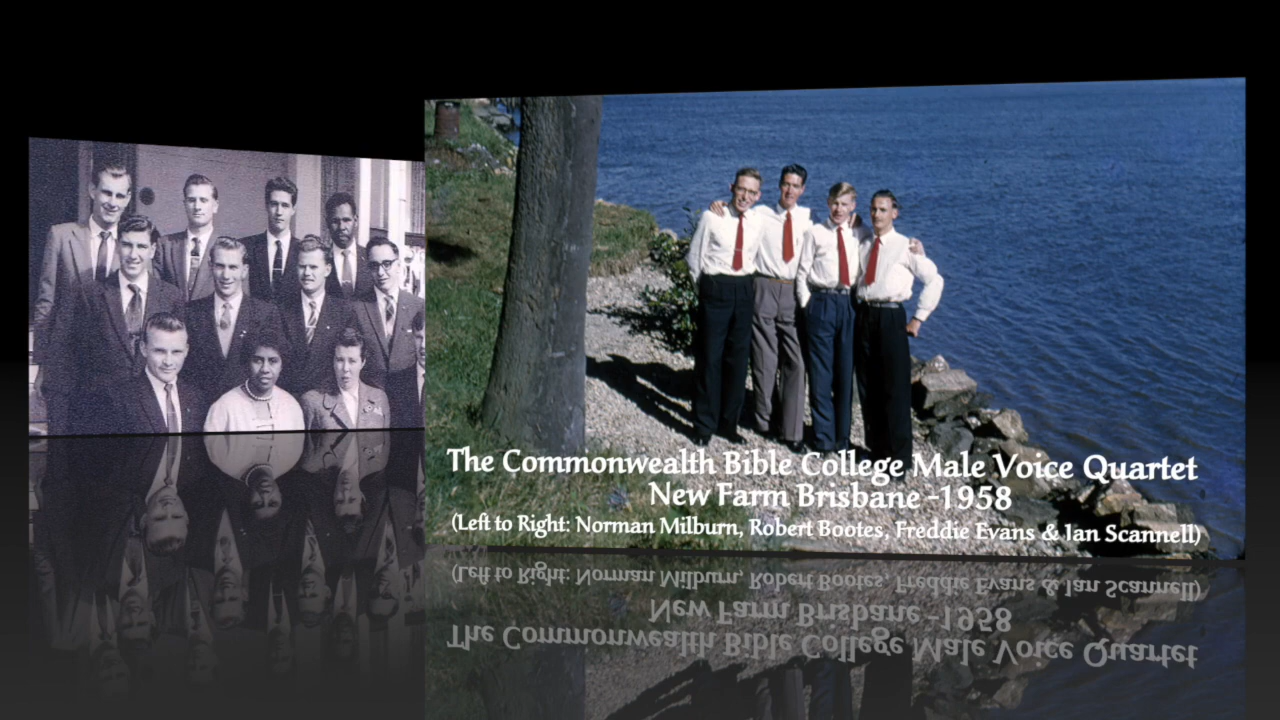 The Commonwealth Bible College Male Voice Quartet
New Farm Brisbane -1958
(Left to Right: Norman Milburn, Robert Bootes, Freddie Evans & Ian Scannell)